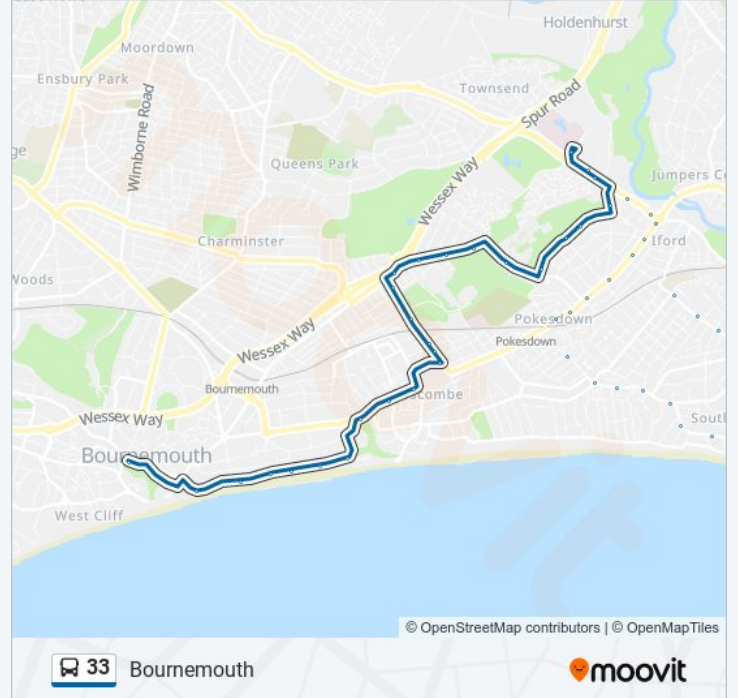 Holdenhurst
Moordown
Ensbury Park
Townsend
Spur Road
Wimborne Road
Queens Park
Jumpers C
Wessex Way
Charminster
Iford
Woods
Pokesdown
Wessex Way
Pokesdown
Bournemouth
scombe
Wessex Way
South
Bournemouth
West Cliff
© OpenStreetMap contributors | © OpenMapTiles
33 Bournemouth
moovit